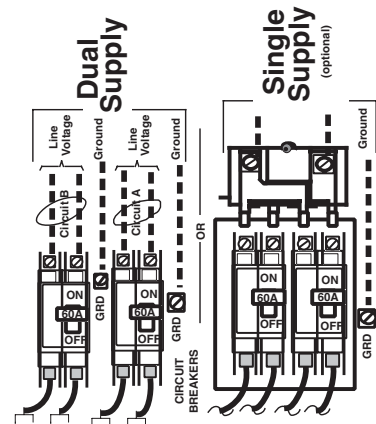 Dual
Supply
Line
Voltage
Ground
Line
Voltage
Ground
Circuit B
Circuit A
ON
60A
OFF
GRD
ON
60A
OFF
GRD
CIRCUIT
BREAKERS
OR
Single
Supply
(optional)
Ground
ON
60A
OFF
ON
60A
OFF
GRD